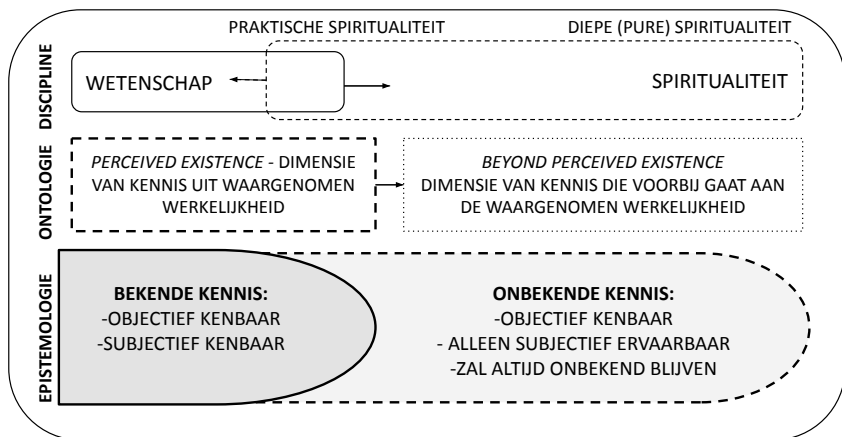 PRAKTISCHE SPIRITUALITEIT
DIEPE (PURE) SPIRITUALITEIT
DISCIPLINE
WETENSCHAP
SPIRITUALITEIT
ONTOLOGIE
PERCEIVED EXISTENCE - DIMENSIE
VAN KENNIS UIT WAARGENOMEN
WERKELIJKHEID
BEYOND PERCEIVED EXISTENCE
DIMENSIE VAN KENNIS DIE VOORBIJ GAAT AAN
DE WAARGENOMEN WERKELIJKHEID
EPISTEMOLOGIE
BEKENDE KENNIS:
-OBJECTIEF KENBAAR
-SUBJECTIEF KENBAAR
ONBEKENDE KENNIS:
-OBJECTIEF KENBAAR
- ALLEEN SUBJECTIEF ERVAARBAAR
-ZAL ALTIJD ONBEKEND BLIJVEN